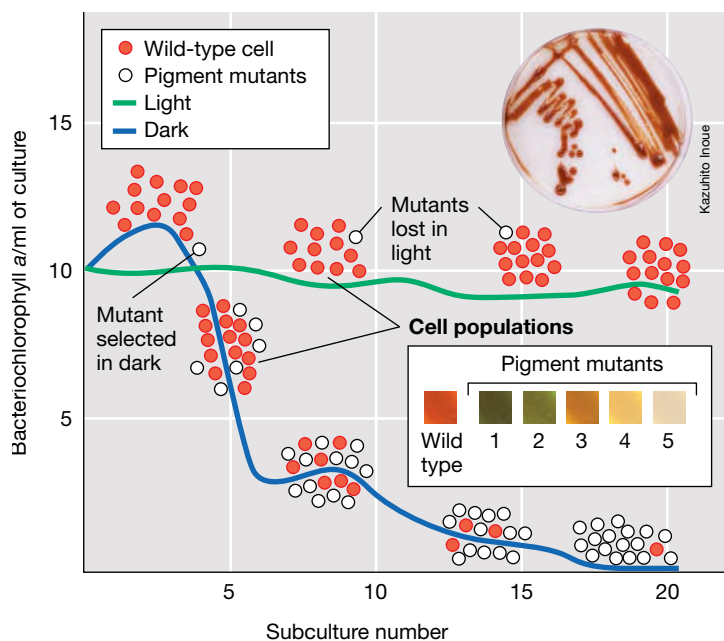 Wild-type cell
Pigment mutants
Light
Dark
Kazuhito Inoue
Bacteriochlorophyll a/ml of culture
15
10
5
Mutants
lost in
light
Mutant
selected
in dark
Cell populations
Pigment mutants
Wild
type
1 2 3 4 5
5 10 15 20
Subculture number